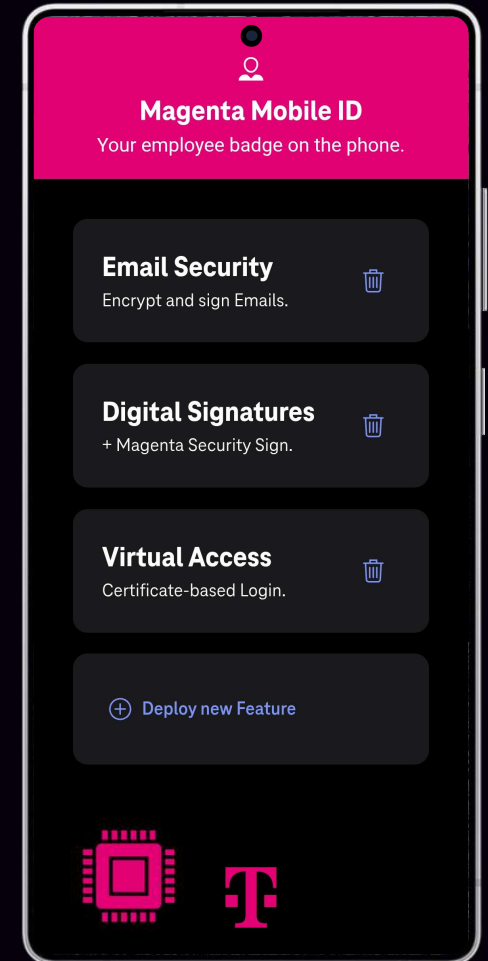 Magenta Mobile ID
Your employee badge on the phone.
Email Security
Encrypt and sign Emails.
Digital Signatures
+ Magenta Security Sign.
Virtual Access
Certificate-based Login.
Deploy new Feature
T